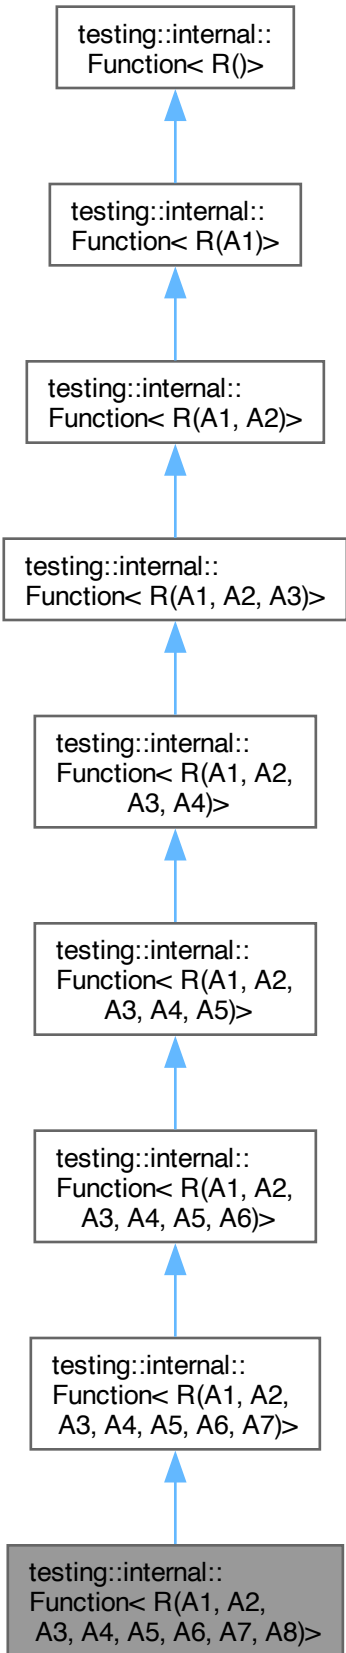 testing::internal::
Function< R()>
testing::internal::
Function< R(A1)>
testing::internal::
Function< R(A1, A2)>
testing::internal::
Function< R(A1, A2, A3)>
testing::internal::
Function< R(A1, A2,
A3, A4)>
testing::internal::
Function< R(A1, A2,
A3, A4, A5)>
testing::internal::
Function< R(A1, A2,
A3, A4, A5, A6)>
testing::internal::
Function< R(A1, A2,
A3, A4, A5, A6, A7)>
testing::internal::
Function< R(A1, A2,
A3, A4, A5, A6, A7, A8)>